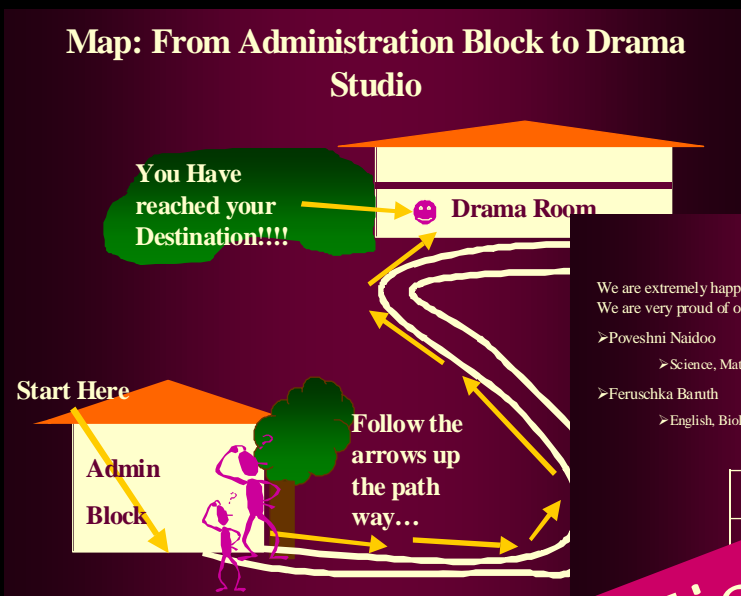 Map: From Administration Block to Drama
Studio
You Have
reached your
Destination!!!!
Drama Room
We are extremely happ
We are very proud of o
➢Poveshni Naidoo
➢Science, Mat
➢Feruschka Baruth
➢English, Biol
Start Here
Admin
Block
Follow the
arrows up
the path
way…
?
?